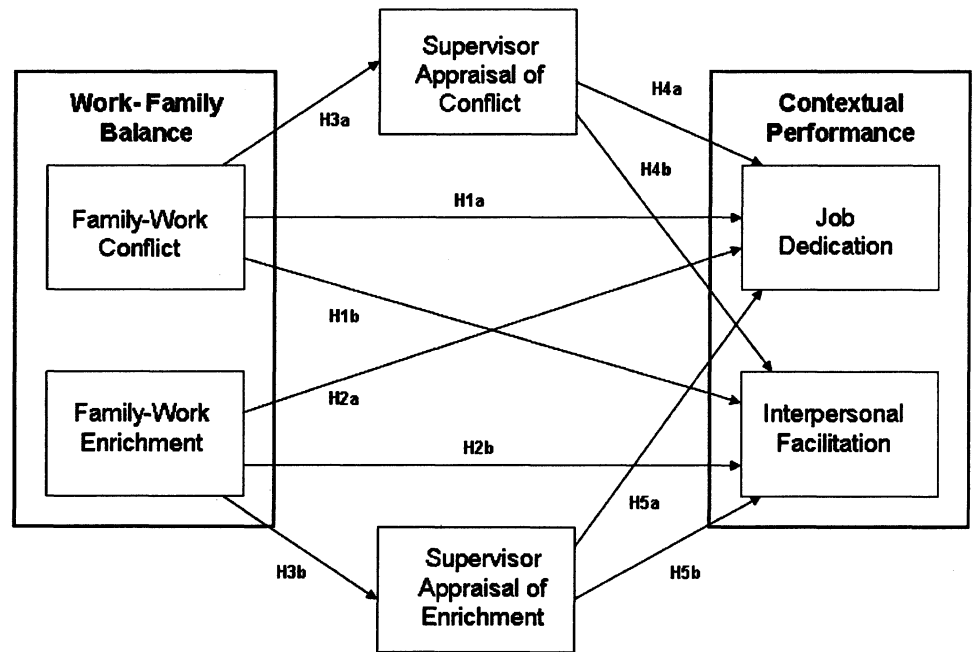 Supervisor
Appraisal of
Conflict
Work- Family
Balance
Contextual
Performance
H3a
H4a
H4b
Family-Work
Conflict
H1a
Job
Dedication
H1b
H2a
Family-Work
Enrichment
H2b
Interpersonal
Facilitation
H5a
H3b
Supervisor
Appraisal of
Enrichment
H5b